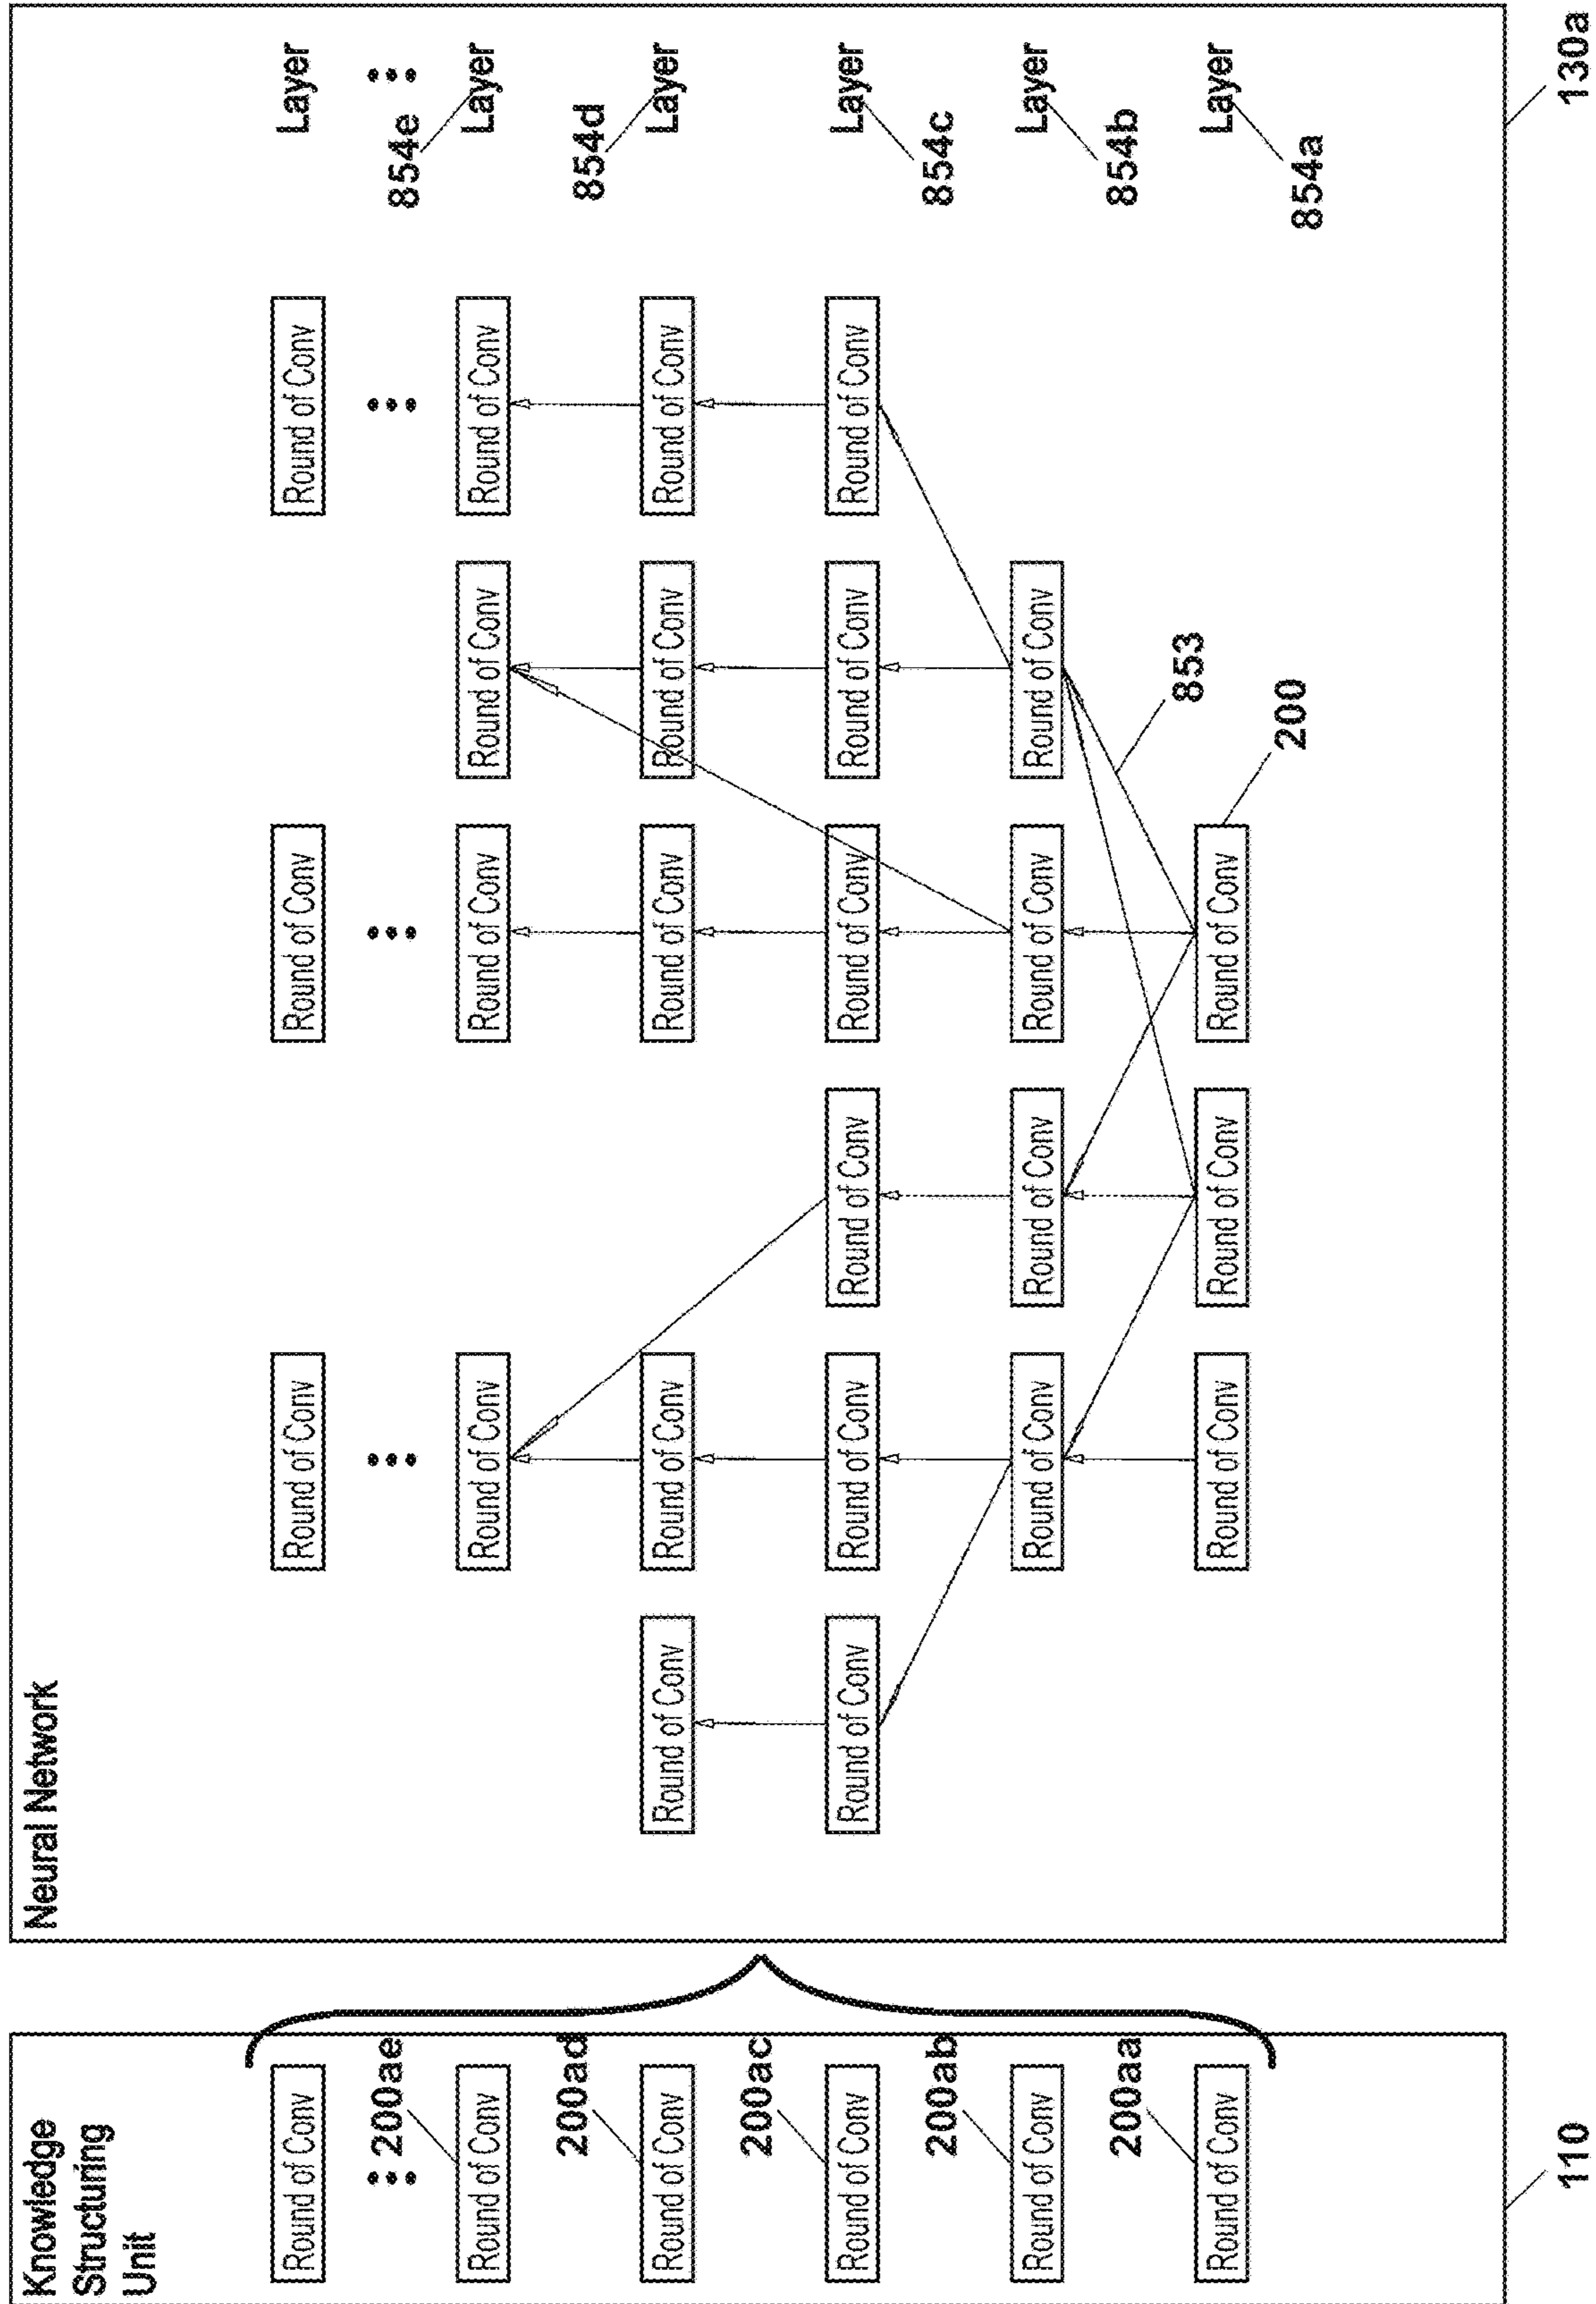 Knowledge
Structuring
Unit
Neural Network
Round of Conv
Round of Conv
Round of Conv
Round of Conv
Layer
200ae
854e
Round of Conv
Round of Conv
Round of Conv
Round of Conv
Round of Conv
Layer
200ad
854d
Round of Conv
Round of Conv
Round of Conv
Round of Conv
Round of Conv
Round of Conv
Layer
200ac
Round of Conv
Round of Conv
Round of Conv
Round of Conv
Round of Conv
Round of Conv
Round of Conv
Layer
200ab
854c
Round of Conv
Round of Conv
Round of Conv
Round of Conv
Round of Conv
Layer
200aa
854b
853
Round of Conv
Round of Conv
Round of Conv
Round of Conv
Layer
200
854a
110
130a